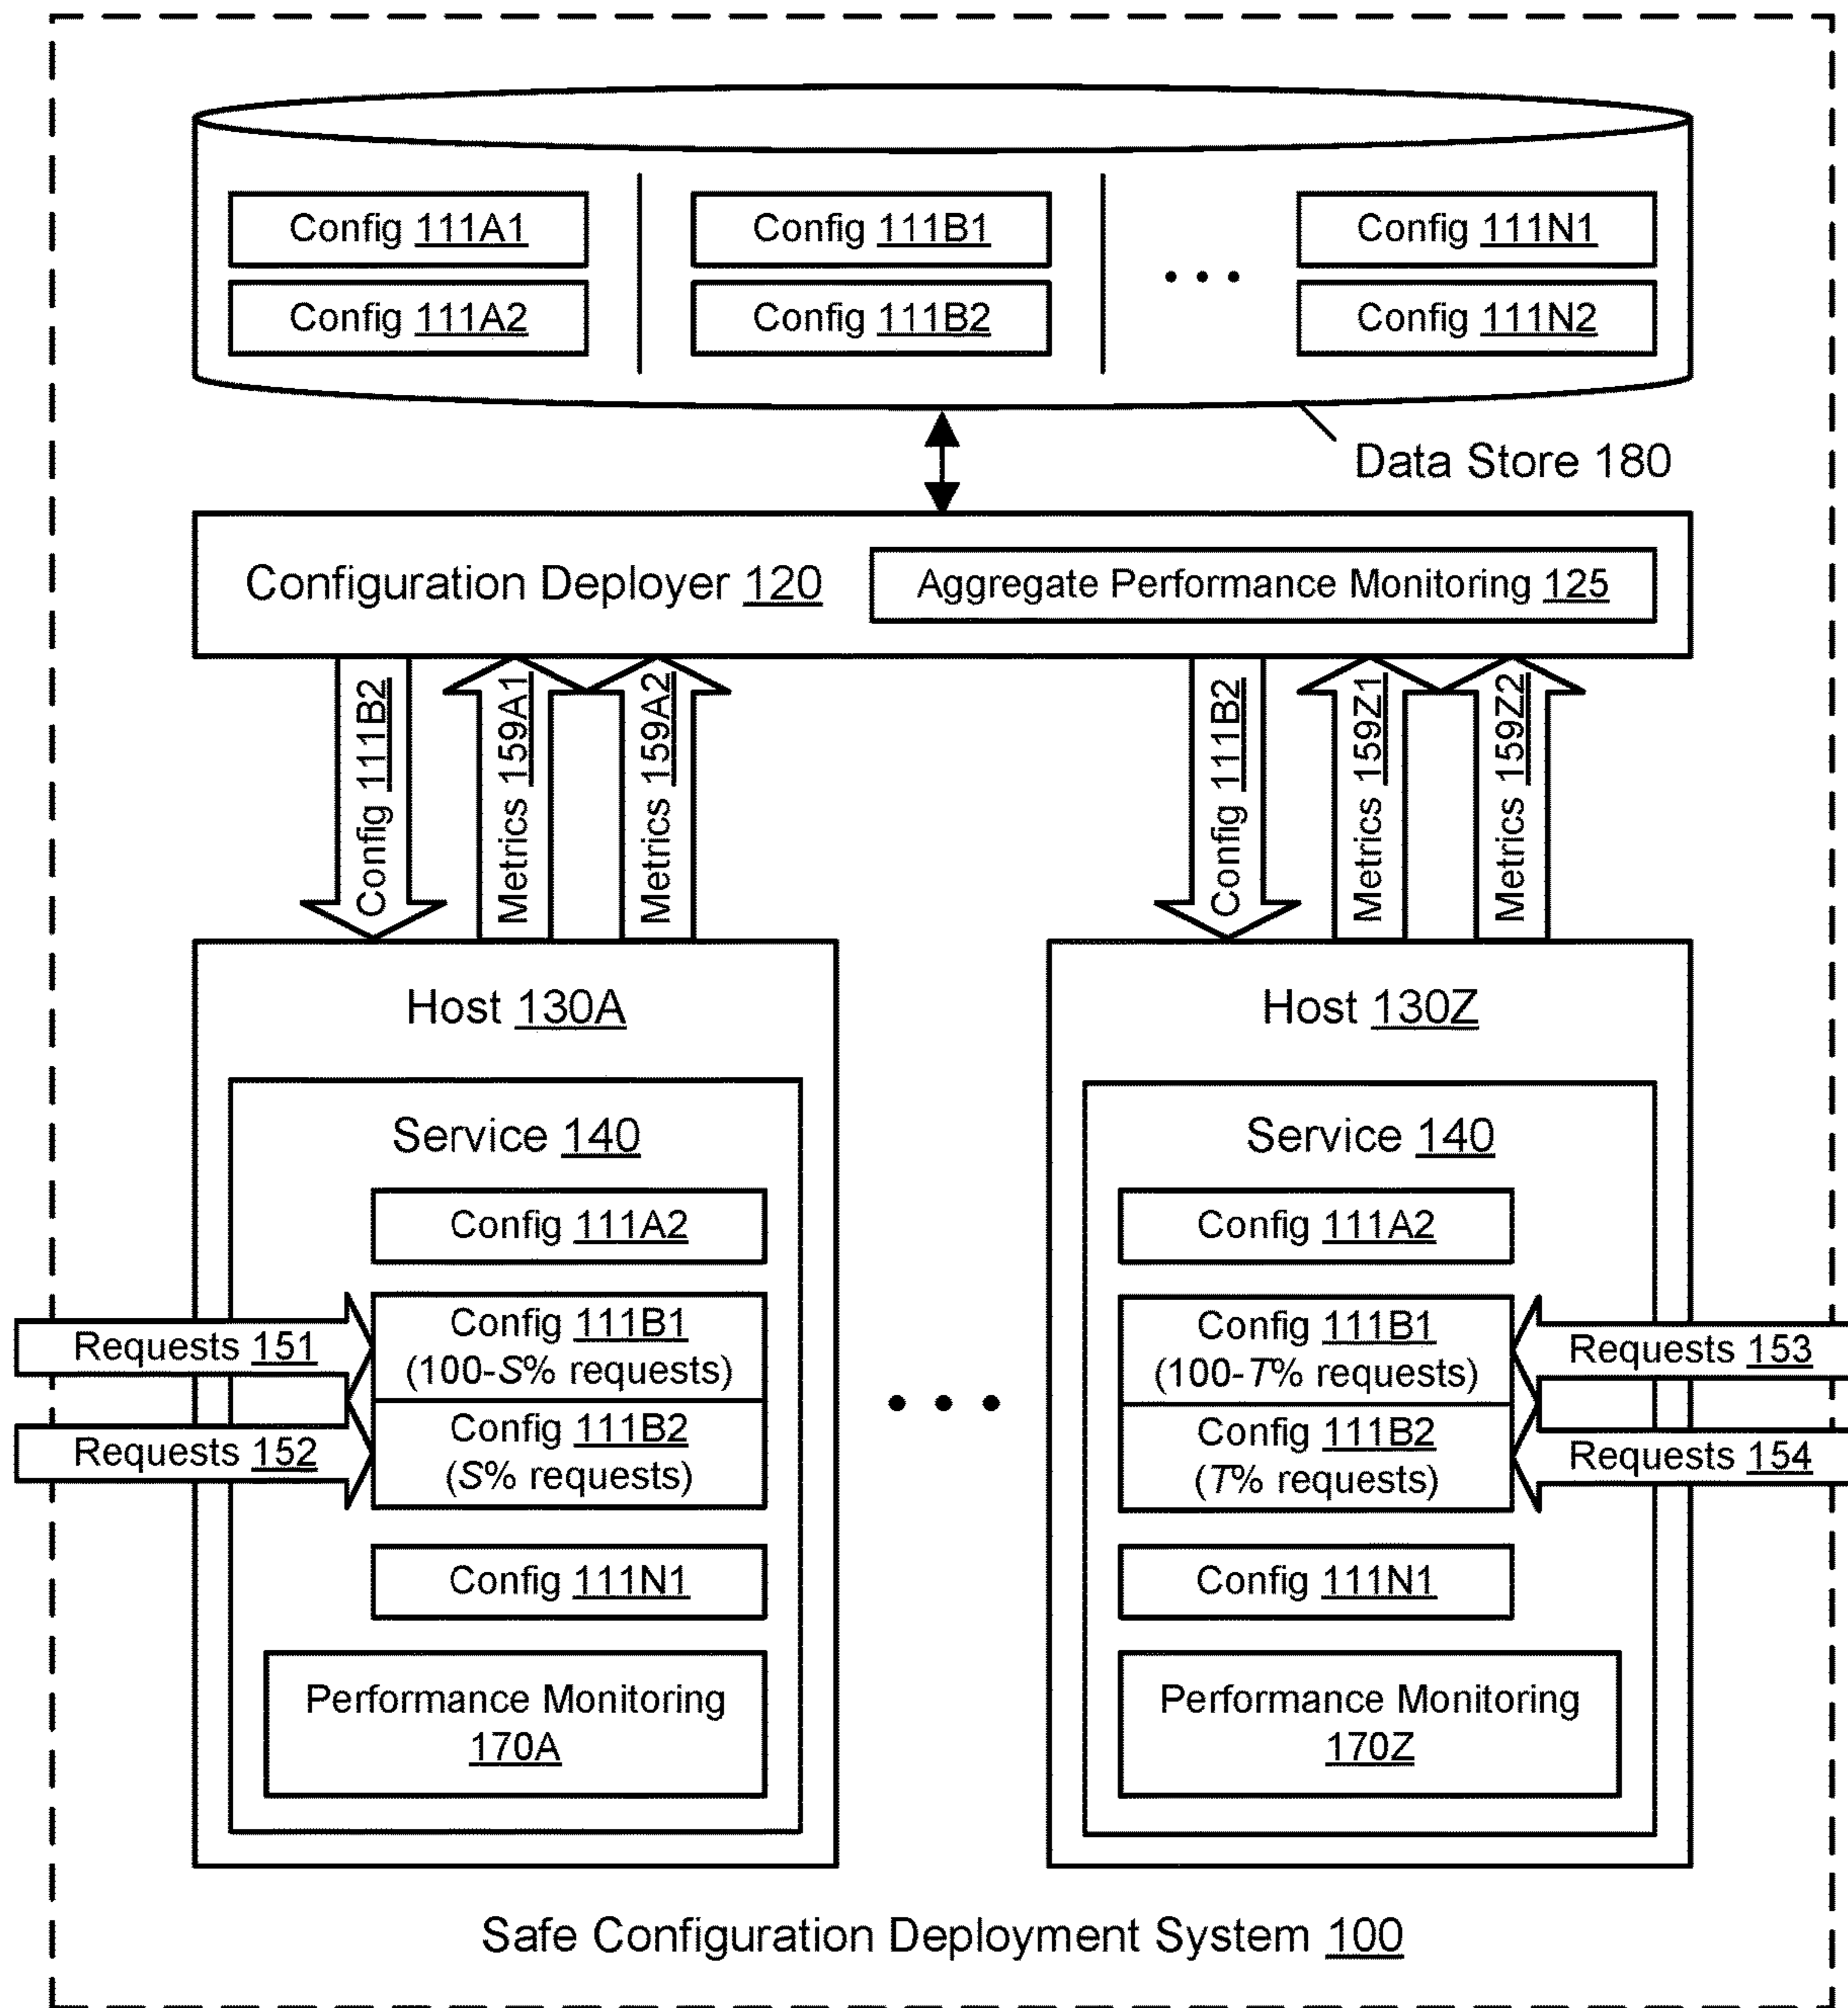 Config 111A1
Config 111B1
Config 111N1
Config 111A2
Config 111B2
. . .
Config 111N2
Data Store 180
Configuration Deployer 120
Aggregate Performance Monitoring 125
Config 111B2
Metrics 159A1
Metrics 159A2
Config 111B2
Metrics 159Z1
Metrics 159Z2
Host 130A
Service 140
Config 111A2
Requests 151
Config 111B1
(100-S% requests)
Requests 152
Config 111B2
(S% requests)
Config 111N1
Performance Monitoring
170A
. . .
Host 130Z
Service 140
Config 111A2
Config 111B1
(100-T% requests)
Requests 153
Config 111B2
(T% requests)
Requests 154
Config 111N1
Performance Monitoring
170Z
Safe Configuration Deployment System 100